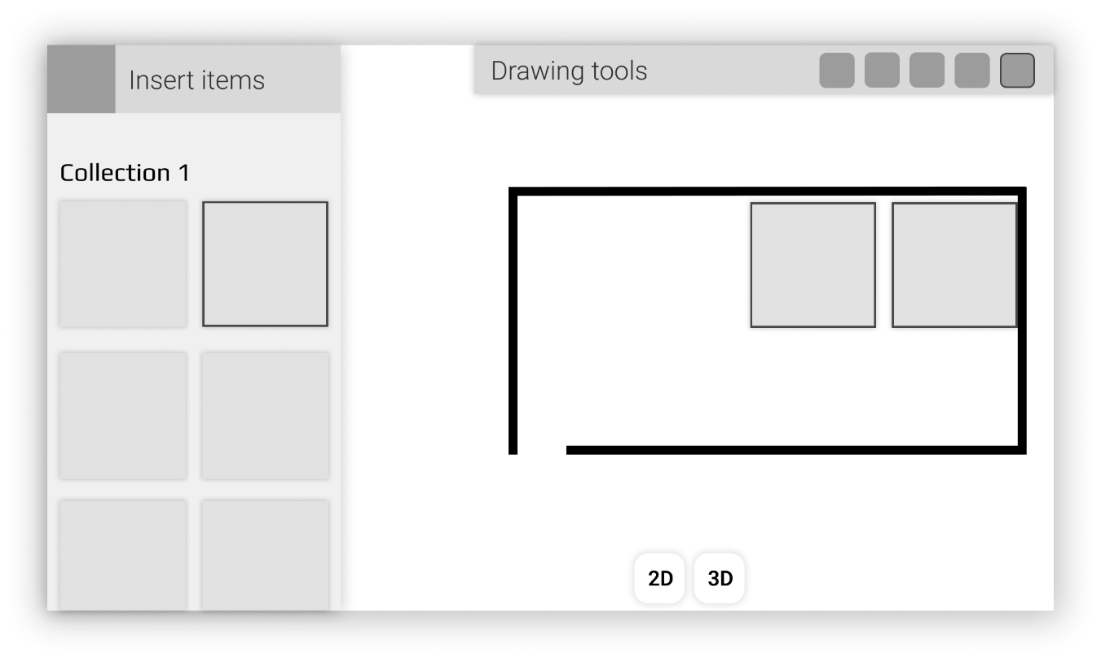 Insert items
Drawing tools
Collection 1
2D
3D